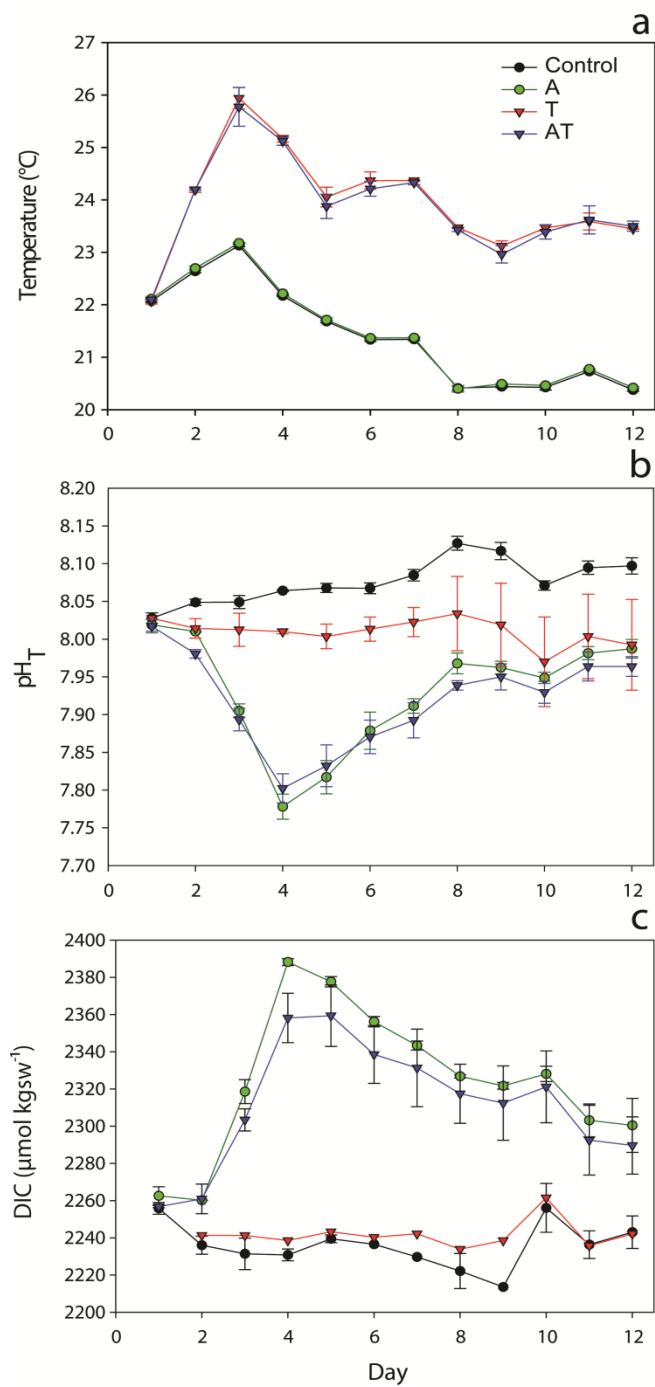 a
27
26
25
24
23
22
21
20
Temperature (℃)
Control
A
T
AT
0 2 4 6 8 10 12
b
8.20
8.15
8.10
8.05
8.00
7.95
7.90
7.85
7.80
7.75
7.70
pHT
0 2 4 6 8 10 12
c
2400
2380
2360
2340
2320
2300
2280
2260
2240
2220
2200
DIC (µmol kgsw⁻¹)
0 2 4 6 8 10 12
Day